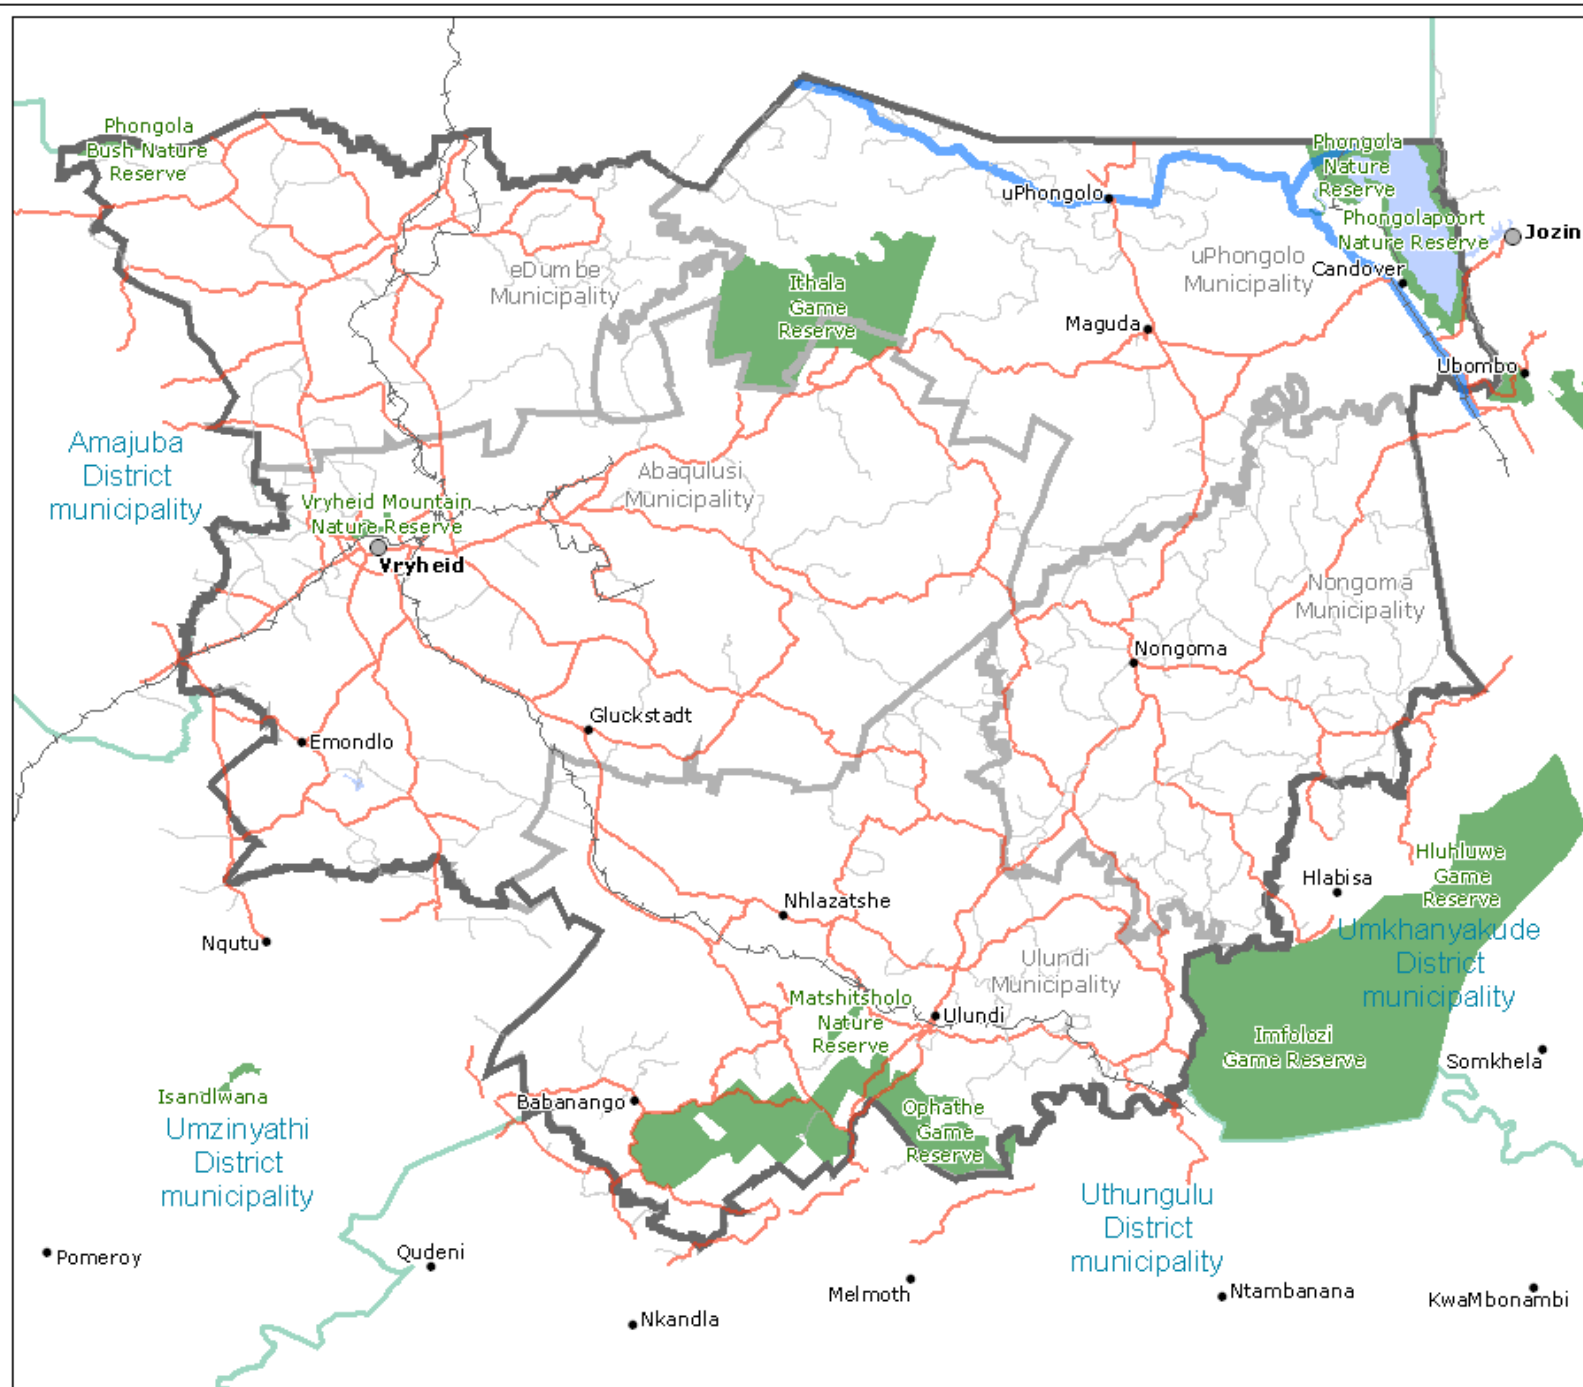 Phongola
Bush Nature
Reserve
Phongola
Nature
Reserve
uPhongolo
Phongolapoort
Nature Reserve
Jozin
eDumbe
Municipality
uPhongolo
Municipality
Candover
Ithala
Game
Reserve
Maguda
Ubombo
Amajuba
District
municipality
Abaqulusi
Municipality
Vryheid Mountain
Nature Reserve
Vryheid
Nongoma
Municipality
Nongoma
Gluckstadt
Emondlo
Hluhluwe
Game
Reserve
Hlabisa
Nhlazatshe
Nqutu
Umkhanyakude
District
municipality
Ulundi
Municipality
Matshitsholo
Nature
Reserve
Ulundi
Imfolozi
Game Reserve
Somkhela
Isandlwana
Babanango
Ophathe
Game
Reserve
Umzinyathi
District
municipality
Uthungulu
District
municipality
Pomeroy
Qudeni
Melmoth
Ntambanana
KwaMbonambi
Nkandla